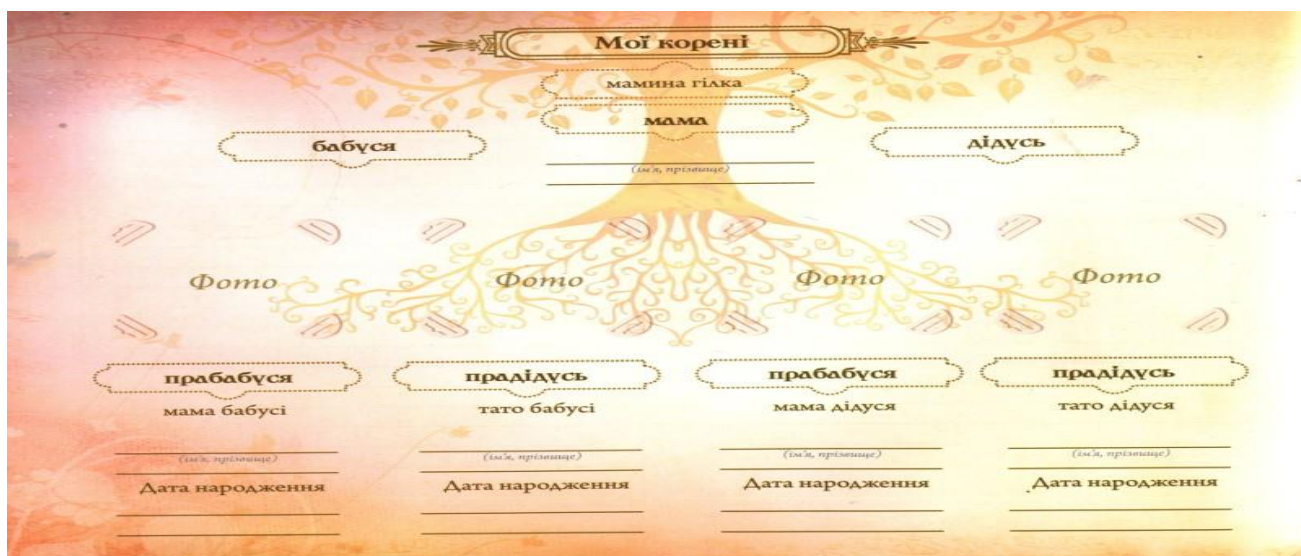 Мої корені
мамина гілка
мама
бабуся
дідусь
(ім'я, прізвище)
Фото Фото Фото Фото
прабабуся прадідусь прабабуся прадідусь
мама бабусі тато бабусі мама дідуся тато дідуся
(ім'я, прізвище) (ім'я, прізвище) (ім'я, прізвище) (ім'я, прізвище)
Дата народження Дата народження Дата народження Дата народження